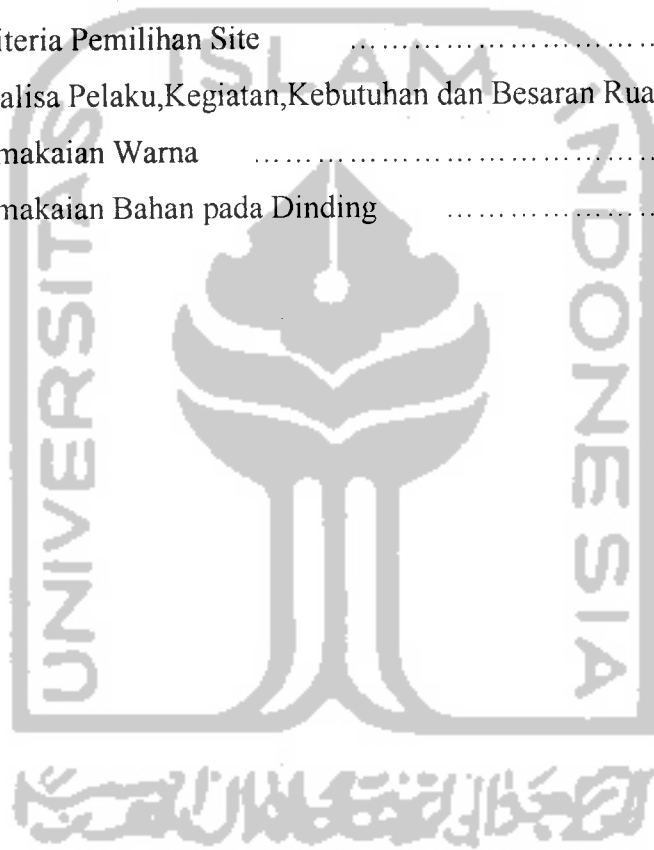 iteria Pemilihan Site ..............................
alisa Pelaku,Kegiatan,Kebutuhan dan Besaran Rua
makaian Warna ......................................
makaian Bahan pada Dinding ....................
ISLAM
UNIVERSITAS
INDONESIA